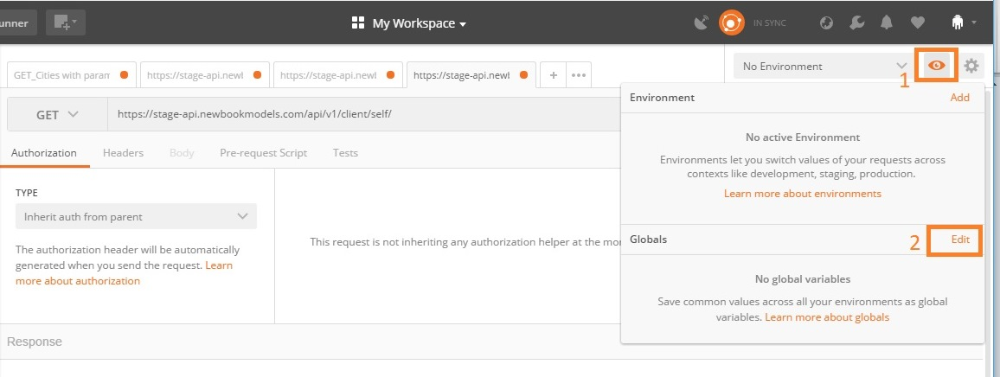 unner
My Workspace
IN SYNC
GET_Cities with param
https://stage-api.newl
https://stage-api.newl
https://stage-api.newl
+
•••
No Environment
1
GET
https://stage-api.newbookmodels.com/api/v1/client/self/
Environment
Add
No active Environment
Environments let you switch values of your requests across
contexts like development, staging, production.
Learn more about environments
Authorization
Headers
Body
Pre-request Script
Tests
TYPE
Inherit auth from parent
The authorization header will be automatically
generated when you send the request. Learn
more about authorization
This request is not inheriting any authorization helper at the mor
Globals
2
Edit
No global variables
Save common values across all your environments as global
variables. Learn more about globals
Response